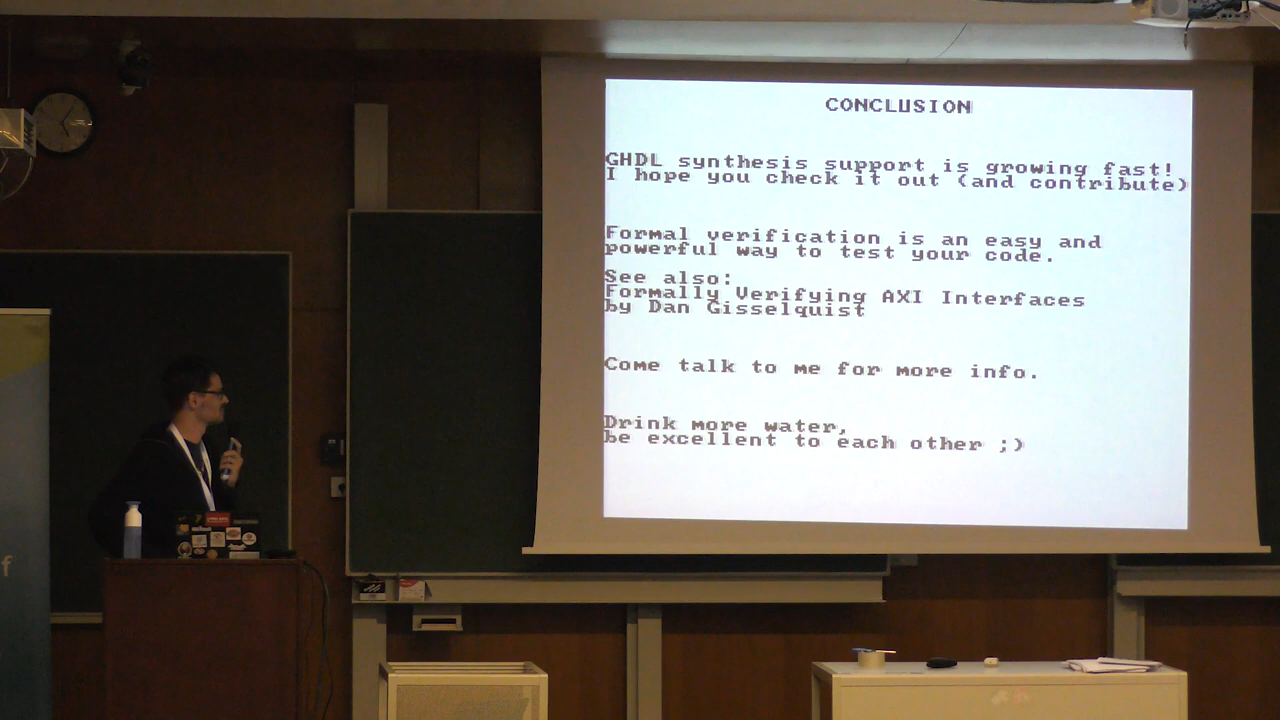 CONCLUSION
GHDL synthesis support is growing fast!
I hope you check it out (and contribute)
Formal verification is an easy and
powerful way to test your code.
See also:
Formally Verifying AXI Interfaces
by Dan Gisselquist
Come talk to me for more info.
Drink more water,
be excellent to each other ;)
f